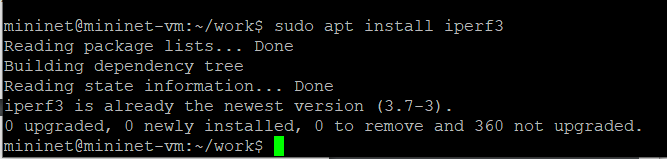 mininet@mininet-vm:~/work$ sudo apt install iperf3
Reading package lists... Done
Building dependency tree
Reading state information... Done
iperf3 is already the newest version (3.7-3).
0 upgraded, 0 newly installed, 0 to remove and 360 not upgraded.
mininet@mininet-vm:~/work$